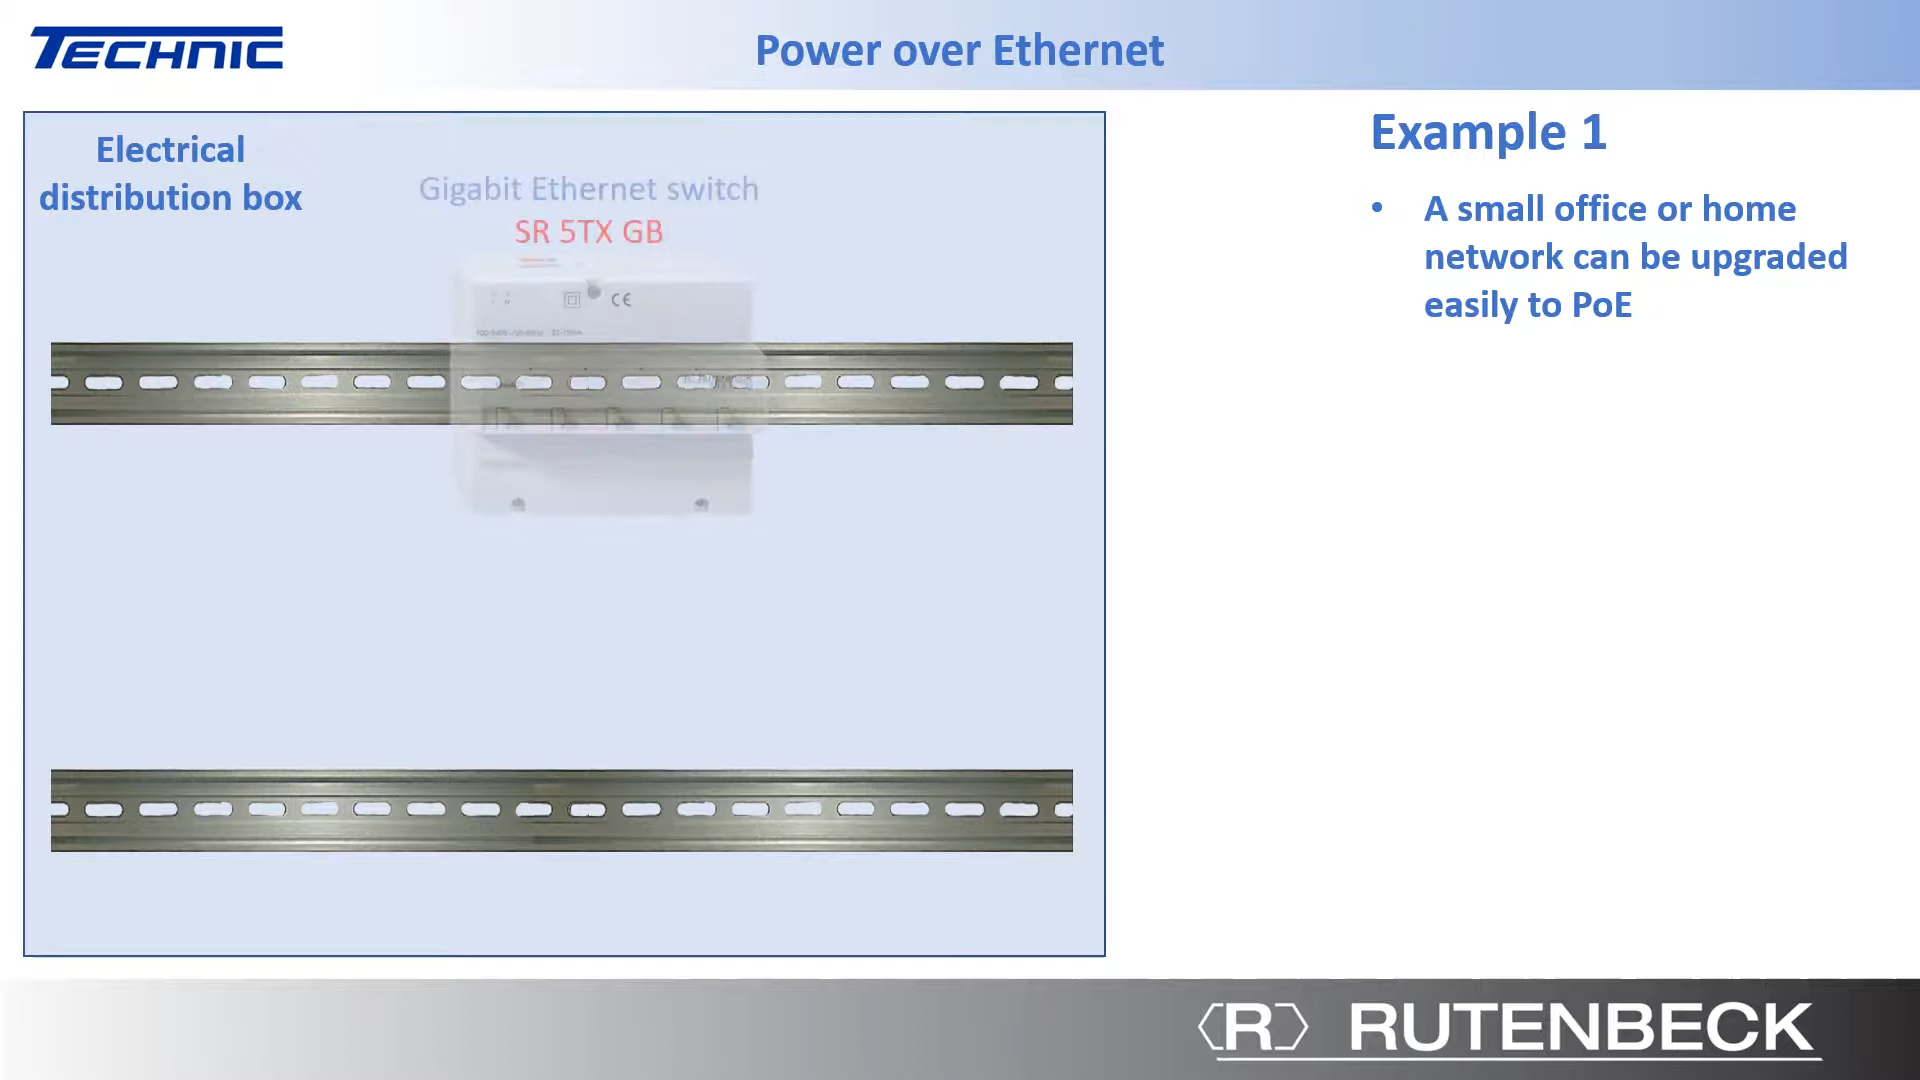 TECHNIC
Power over Ethernet
Electrical
distribution box
Gigabit Ethernet switch
SR 5TX GB
CE
Example 1
• A small office or home
network can be upgraded
easily to PoE
R RUTENBECK